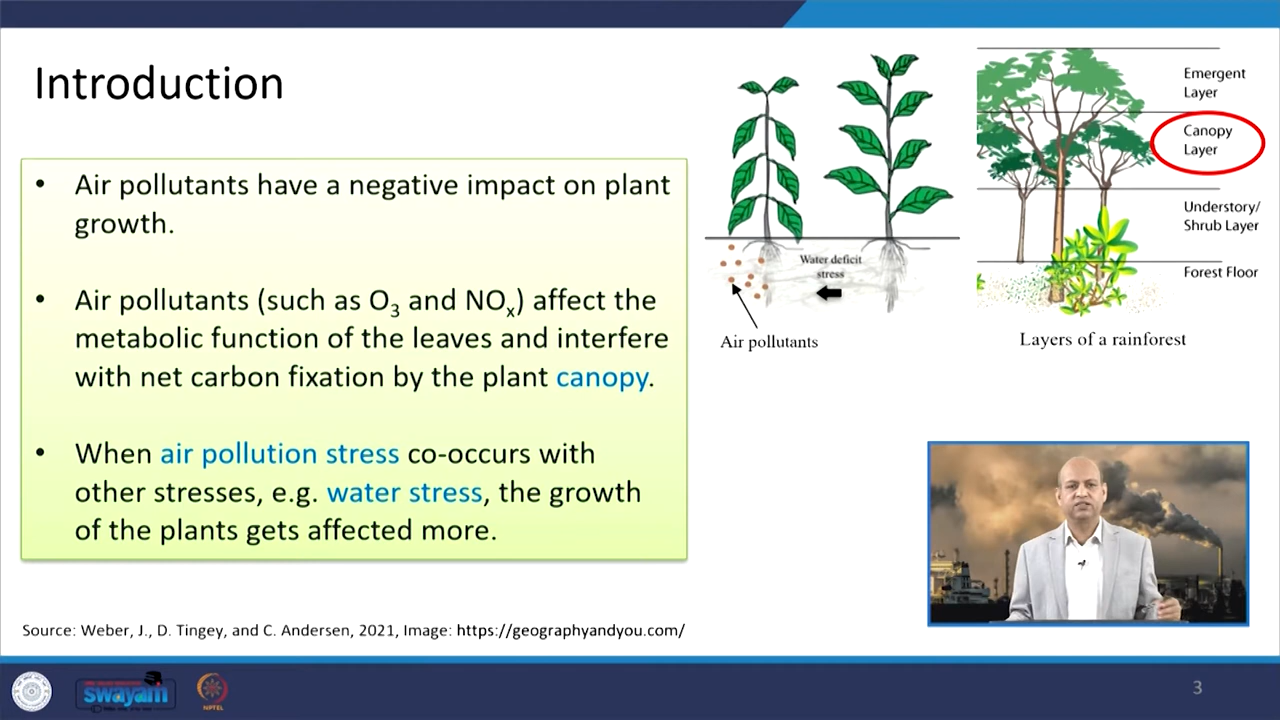 Introduction
• Air pollutants have a negative impact on plant
growth.
• Air pollutants (such as O₃ and NOₓ) affect the
metabolic function of the leaves and interfere
with net carbon fixation by the plant canopy.
• When air pollution stress co-occurs with
other stresses, e.g. water stress, the growth
of the plants gets affected more.
Water deficit
stress
Air pollutants
Emergent
Layer
Canopy
Layer
Understory/
Shrub Layer
Forest Floor
Layers of a rainforest
Source: Weber, J., D. Tingey, and C. Andersen, 2021, Image: https://geographyandyou.com/
swayam
NPTEL
3